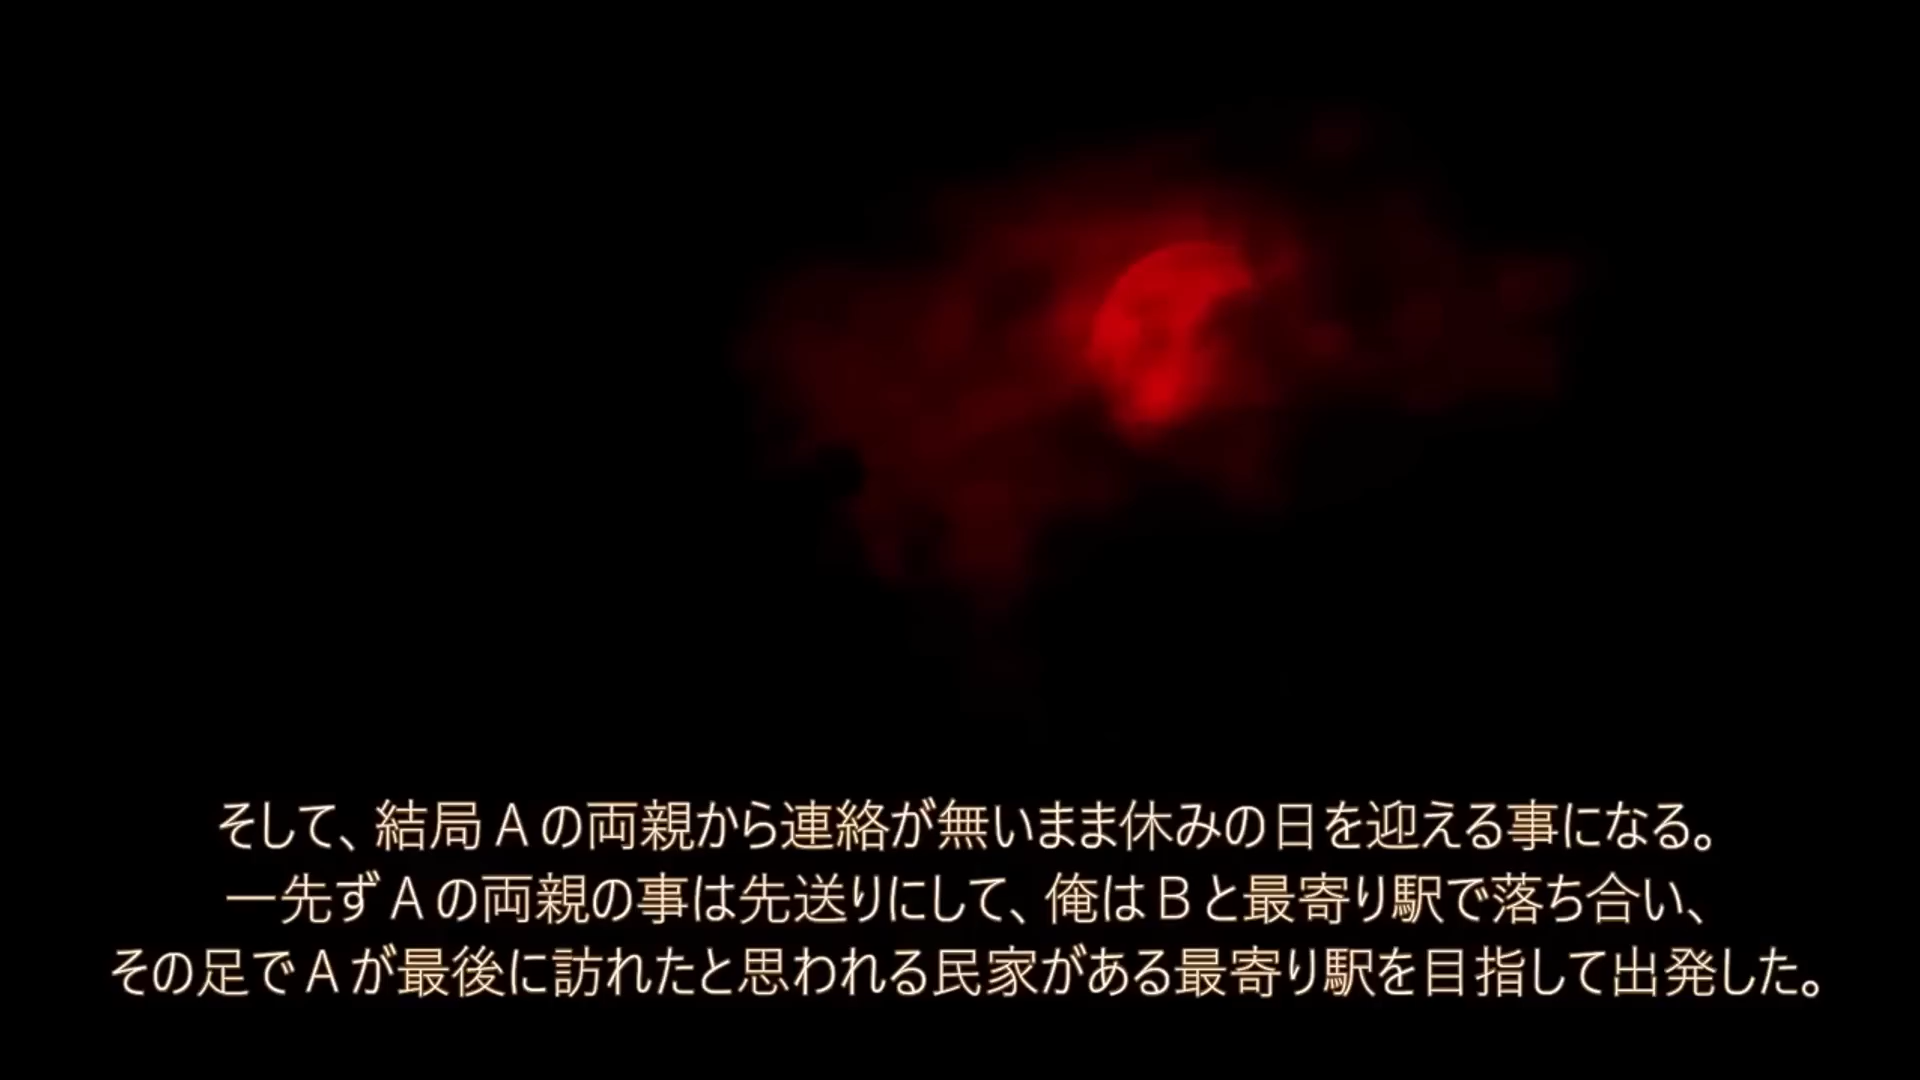 そして、結局Aの両親から連絡が無いまま休みの日を迎える事になる。
一先ずAの両親の事は先送りにして、俺はBと最寄り駅で落ち合い、
その足でAが最後に訪れたと思われる民家がある最寄り駅を目指して出発した。